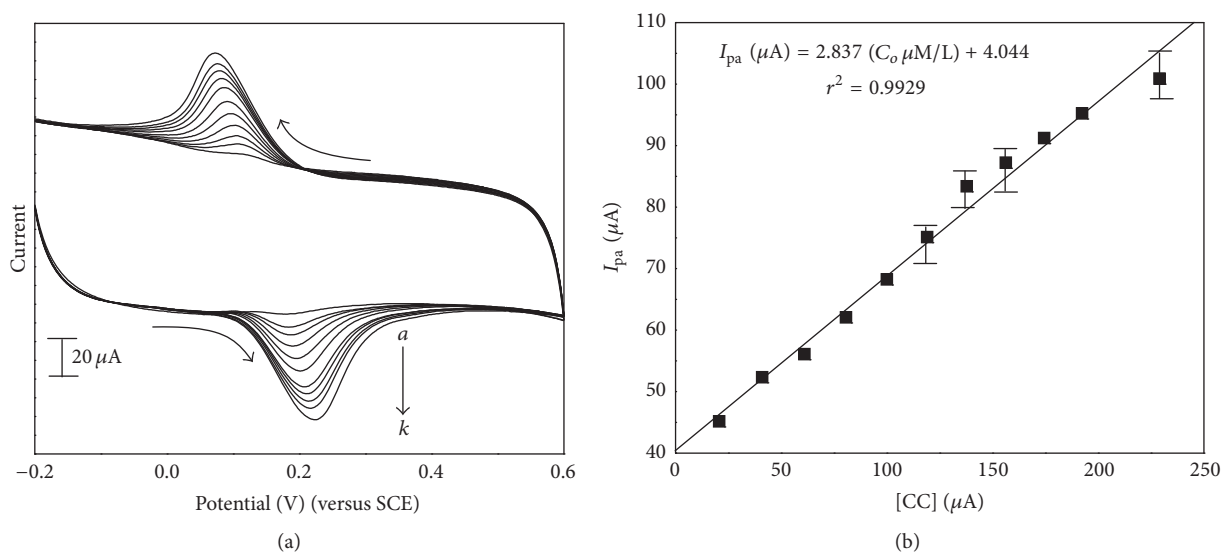 Current
20 μA
a
k
−0.2
0.0
0.2
0.4
0.6
Potential (V) (versus SCE)
(a)
110
100
90
80
70
60
50
40
I_pa (μA)
I_pa (μA) = 2.837 (C_o μM/L) + 4.044
r² = 0.9929
0
50
100
150
200
250
[CC] (μA)
(b)